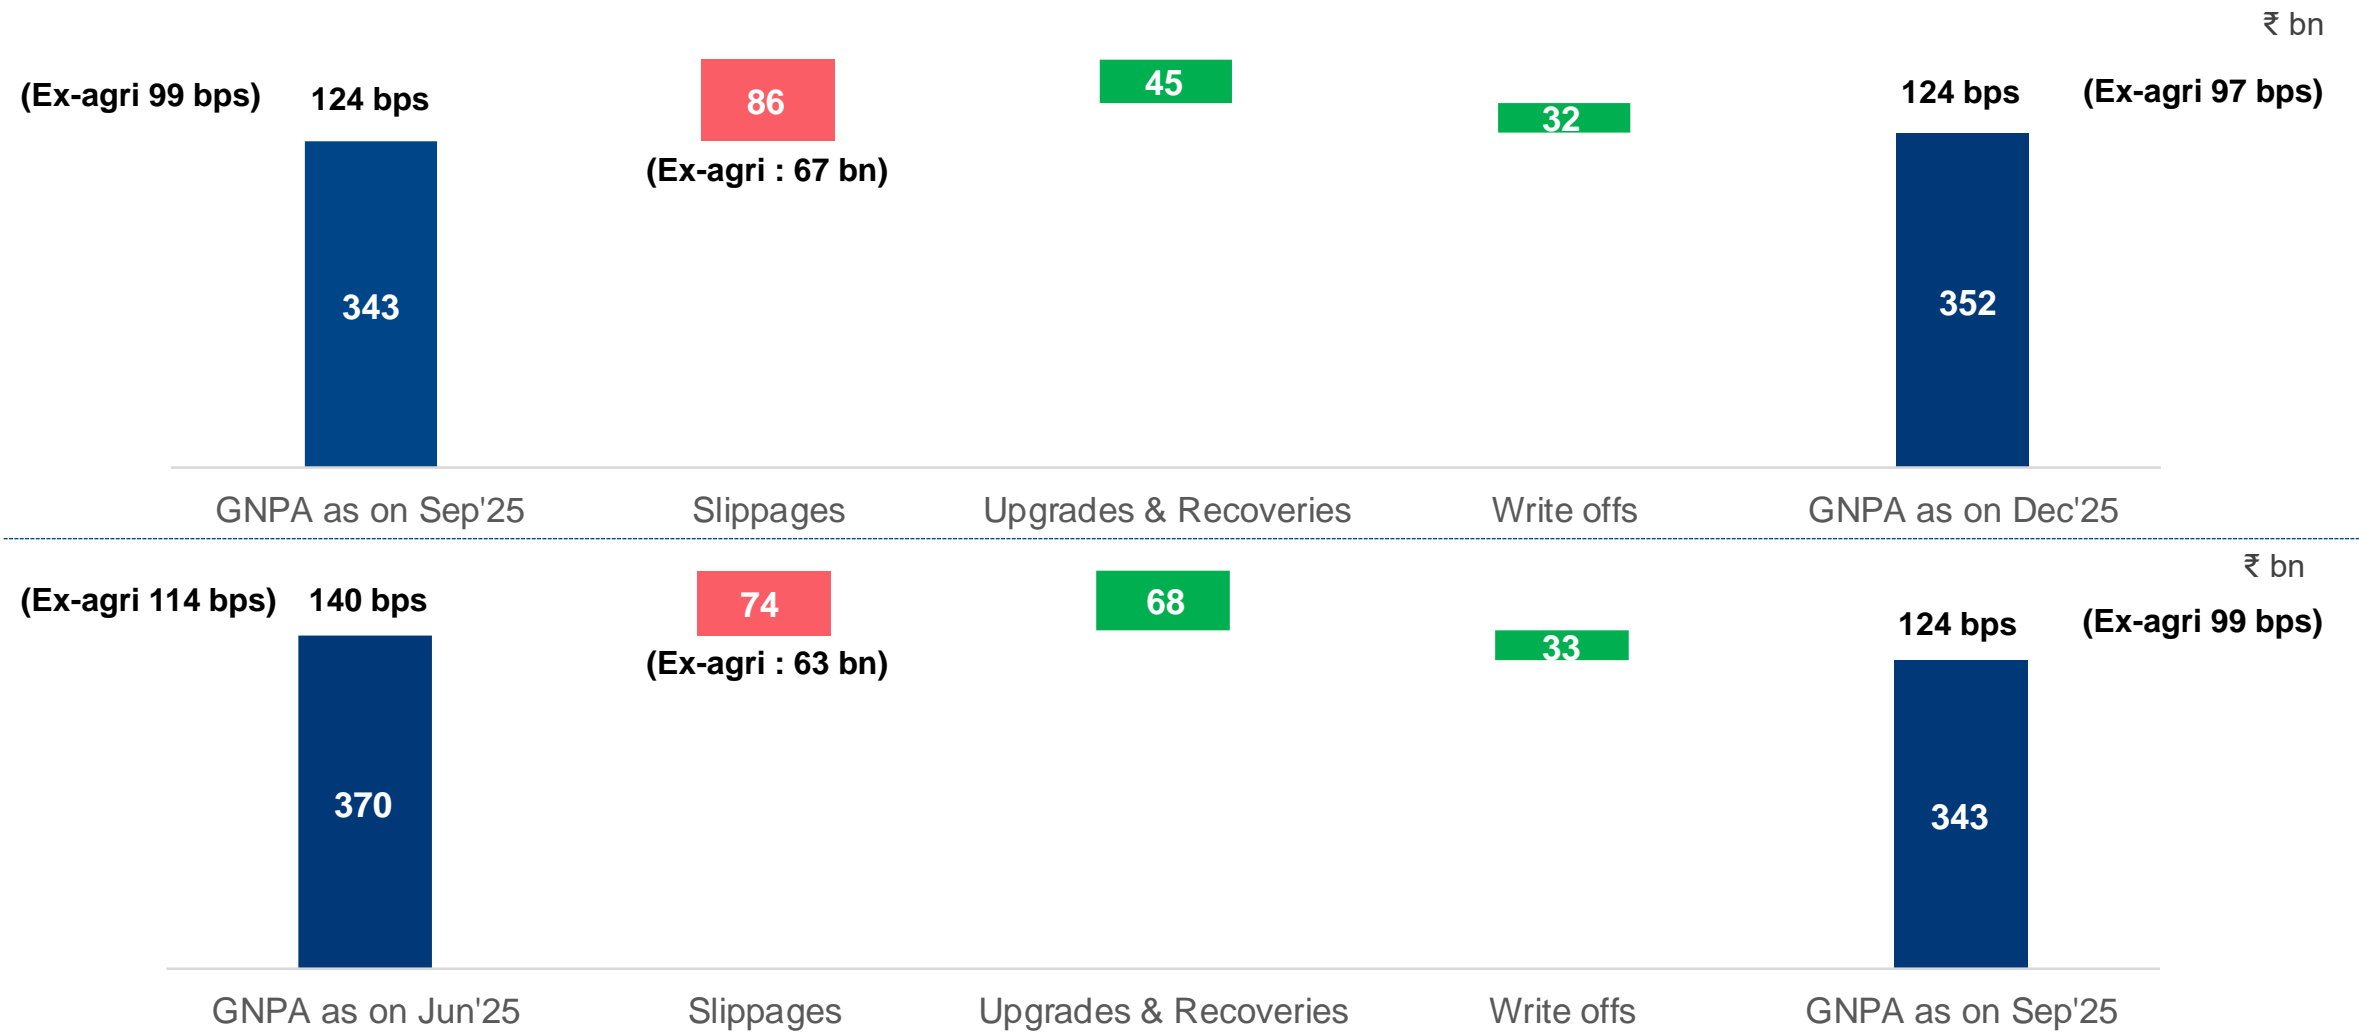 ₹ bn
(Ex-agri 99 bps) 124 bps 86 45 32 124 bps (Ex-agri 97 bps)
(Ex-agri : 67 bn)
343 352
GNPA as on Sep'25 Slippages Upgrades & Recoveries Write offs GNPA as on Dec'25
₹ bn
(Ex-agri 114 bps) 140 bps 74 68 33 124 bps (Ex-agri 99 bps)
(Ex-agri : 63 bn)
370 343
GNPA as on Jun'25 Slippages Upgrades & Recoveries Write offs GNPA as on Sep'25